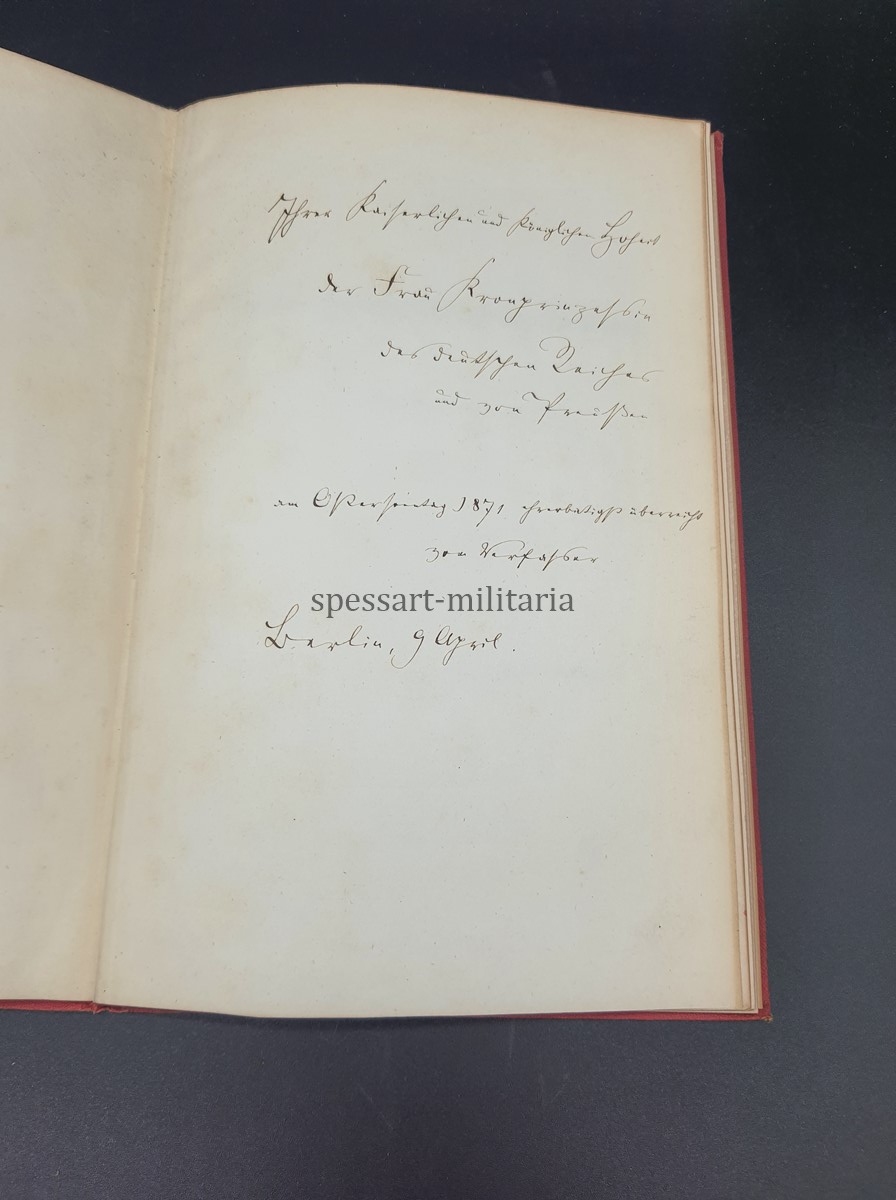 Ihrer Kaiserlichen und Königlichen Hoheit
der Frau Kronprinzessin
des deutschen Reiches
und von Preußen
am Ostersonntag 1871 ehrerbietigst überreicht
von Verfasser
spessart-militaria
Berlin, 9 April.